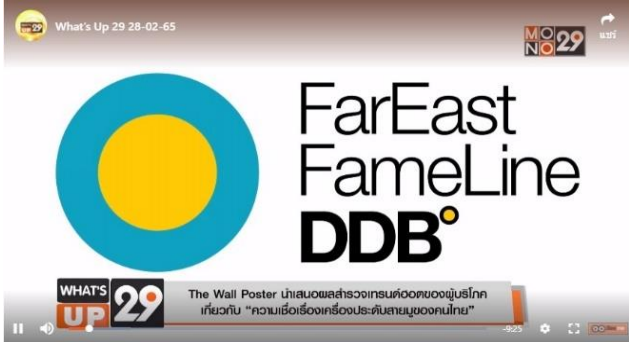 What's Up 29 28-02-65
MONO 29
แชร์
FarEast
FameLine
DDB
WHAT'S UP 29
The Wall Poster นำเสนอผลสำรวจเทรนด์ฮอตของผู้บริโภค
เกี่ยวกับ “ความเชื่อเรื่องเครื่องประดับสายมูของคนไทย”
-9:25